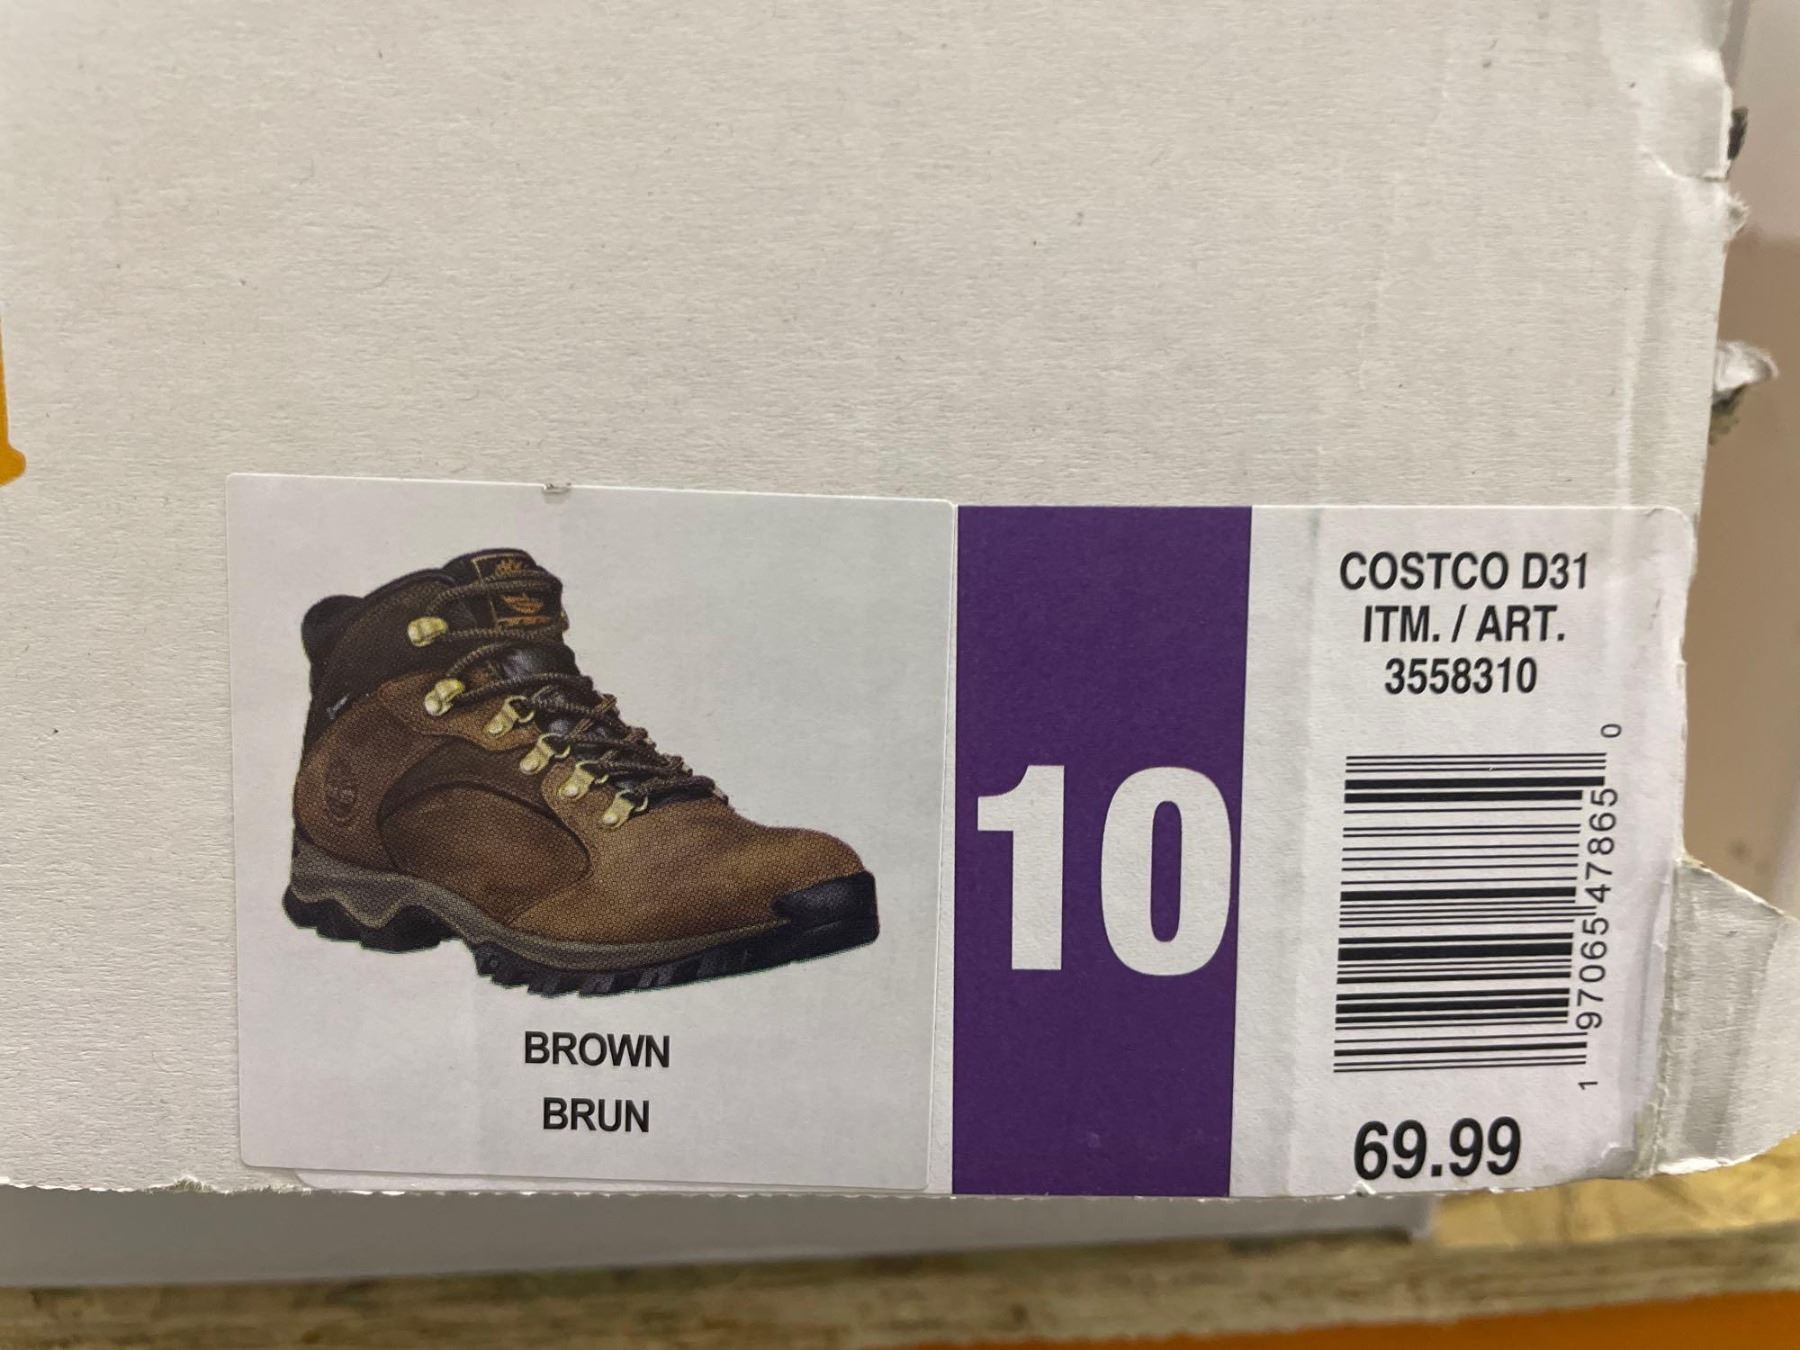 BROWN
BRUN
10
COSTCO D31
ITM. / ART.
3558310
1 97065 47865 0
69.99